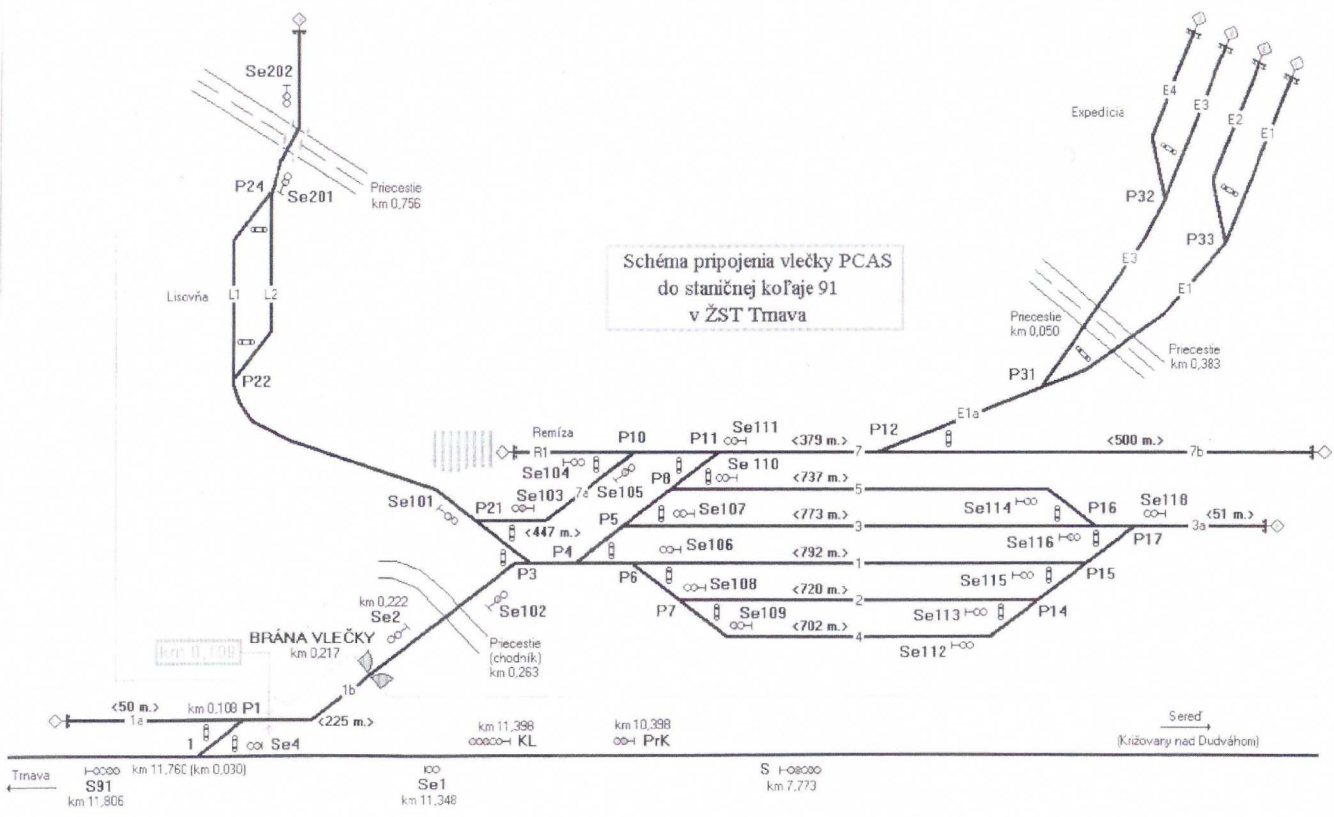 Se202
P24
Se201
Priecestie
km 0,756
Lisovňa
L1
L2
P22
Expedícia
E4
E3
E2
E1
P32
P33
E3
E1
Schéma pripojenia vlečky PCAS
do staničnej koľaje 91
v ŽST Trnava
Priecestie
km 0,050
Priecestie
km 0,383
P31
E1a
Remíza
R1
P10
P11
Se111
<379 m.>
7
P12
<500 m.>
7b
Se104
Se105
P8
Se 110
<737 m.>
5
Se101
P21
Se103
7a
<447 m.>
P5
Se107
<773 m.>
3
Se114
P16
Se118
<51 m.>
3a
P3
P4
P6
Se106
<792 m.>
1
Se116
P17
P15
Se102
P7
Se108
<720 m.>
2
Se115
P14
Se109
<702 m.>
4
Se113
Se112
km 0,222
Se2
BRÁNA VLEČKY
km 0,217
km 0,108
Priecestie
(chodník)
km 0,263
1b
<50 m.>
1a
km 0,108
P1
<225 m.>
1
Se4
km 11,398
KL
km 10,398
PrK
Sereď
(Križovany nad Dudváhom)
Trnava
S91
km 11,806
km 11,760 (km 0,030)
Se1
km 11,348
S
km 7,773